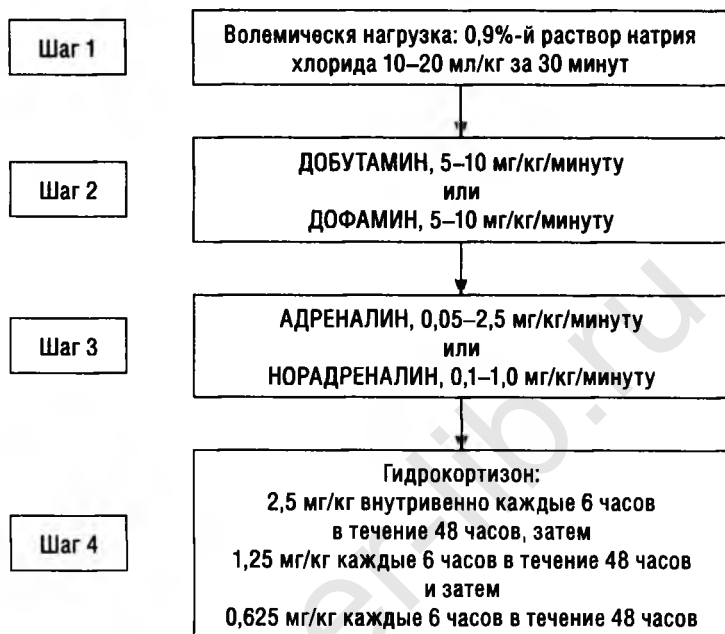 Шаг 1
Волемическя нагрузка: 0,9%-й раствор натрия
хлорида 10–20 мл/кг за 30 минут
Шаг 2
ДОБУТАМИН, 5–10 мг/кг/минуту
или
ДОФАМИН, 5–10 мг/кг/минуту
Шаг 3
АДРЕНАЛИН, 0,05–2,5 мг/кг/минуту
или
НОРАДРЕНАЛИН, 0,1–1,0 мг/кг/минуту
Шаг 4
Гидрокортизон:
2,5 мг/кг внутривенно каждые 6 часов
в течение 48 часов, затем
1,25 мг/кг каждые 6 часов в течение 48 часов
и затем
0,625 мг/кг каждые 6 часов в течение 48 часов
er-lib.ru